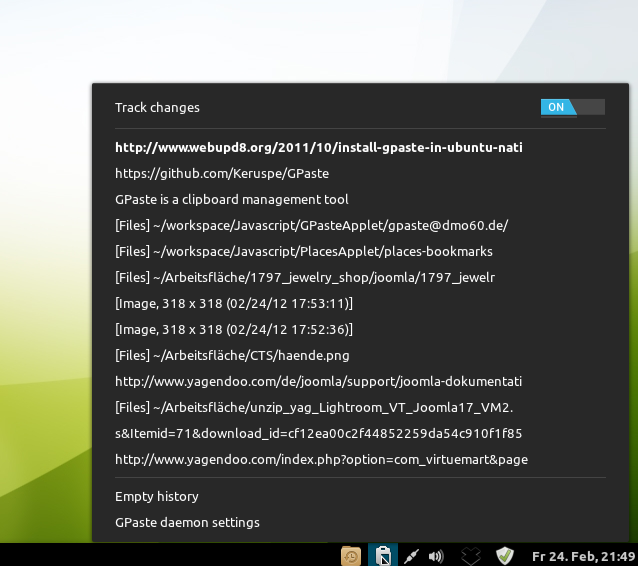 Track changes
ON
http://www.webupd8.org/2011/10/install-gpaste-in-ubuntu-nati
https://github.com/Keruspe/GPaste
GPaste is a clipboard management tool
[Files] ~/workspace/Javascript/GPasteApplet/gpaste@dmo60.de/
[Files] ~/workspace/Javascript/PlacesApplet/places-bookmarks
[Files] ~/Arbeitsfläche/1797_jewelry_shop/joomla/1797_jewelr
[Image, 318 x 318 (02/24/12 17:53:11)]
[Image, 318 x 318 (02/24/12 17:52:36)]
[Files] ~/Arbeitsfläche/CTS/haende.png
http://www.yagendoo.com/de/joomla/support/joomla-dokumentati
[Files] ~/Arbeitsfläche/unzip_yag_Lightroom_VT_Joomla17_VM2.
s&Itemid=71&download_id=cf12ea00c2f44852259da54c910f1f85
http://www.yagendoo.com/index.php?option=com_virtuemart&page
Empty history
GPaste daemon settings
Fr 24. Feb, 21:49